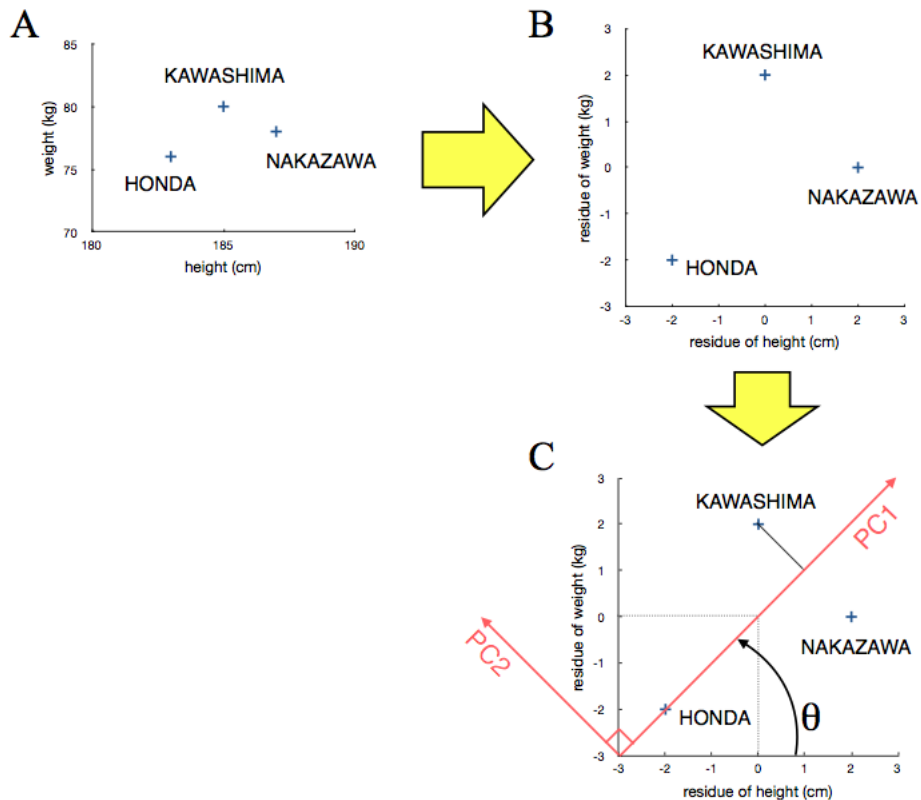 A
85
80
75
70
weight (kg)
KAWASHIMA
NAKAZAWA
HONDA
180
185
190
height (cm)
B
3
2
1
0
-1
-2
-3
residue of weight (kg)
KAWASHIMA
NAKAZAWA
HONDA
-3
-2
-1
0
1
2
3
residue of height (cm)
C
3
2
1
0
-1
-2
-3
residue of weight (kg)
KAWASHIMA
PC1
NAKAZAWA
PC2
HONDA
θ
-3
-2
-1
0
1
2
3
residue of height (cm)